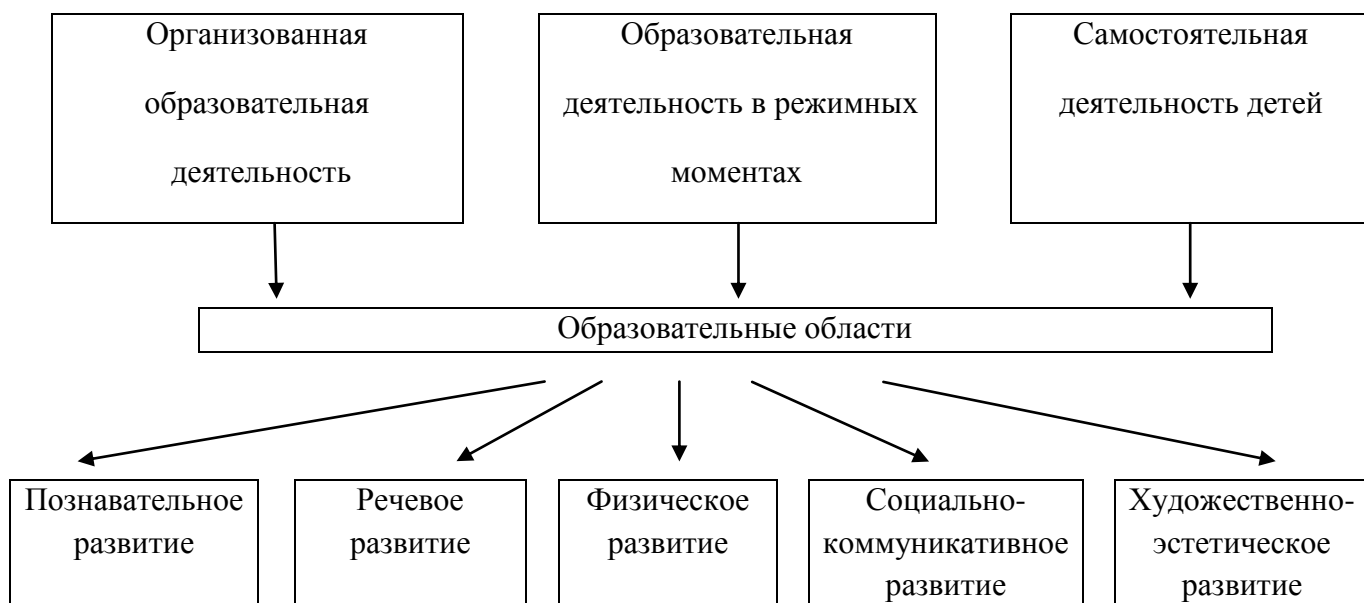 Организованная
образовательная
деятельность
Образовательная
деятельность в режимных
моментах
Самостоятельная
деятельность детей
Образовательные области
Познавательное
развитие
Речевое
развитие
Физическое
развитие
Социально-
коммуникативное
развитие
Художественно-
эстетическое
развитие